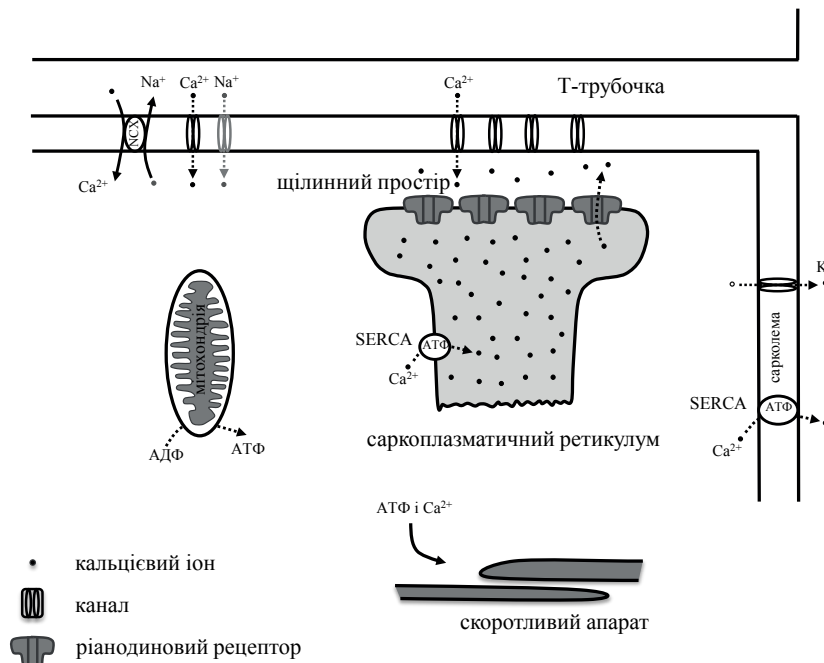 Na⁺
Ca²⁺
Na⁺
Ca²⁺
Т-трубочка
NCX
Ca²⁺
щілинний простір
K
мітохондрія
SERCA
АТФ
Ca²⁺
сарколема
SERCA
АТФ
Ca²⁺
АДФ
АТФ
саркоплазматичний ретикулум
АТФ і Ca²⁺
кальцієвий іон
канал
скоротливий апарат
ріанодиновий рецептор